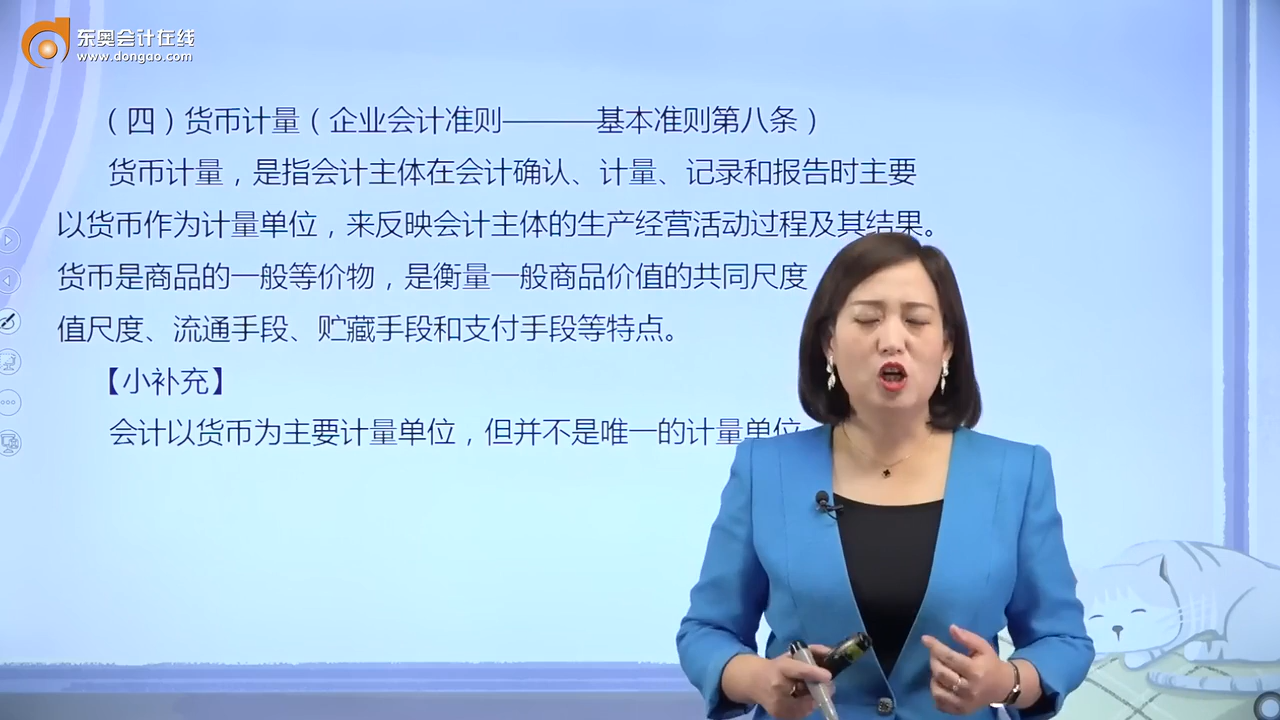 东奥会计在线
www.dongao.com
（四）货币计量（企业会计准则———基本准则第八条）
货币计量，是指会计主体在会计确认、计量、记录和报告时主要
以货币作为计量单位，来反映会计主体的生产经营活动过程及其结果。
货币是商品的一般等价物，是衡量一般商品价值的共同尺度
值尺度、流通手段、贮藏手段和支付手段等特点。
【小补充】
会计以货币为主要计量单位，但并不是唯一的计量单位